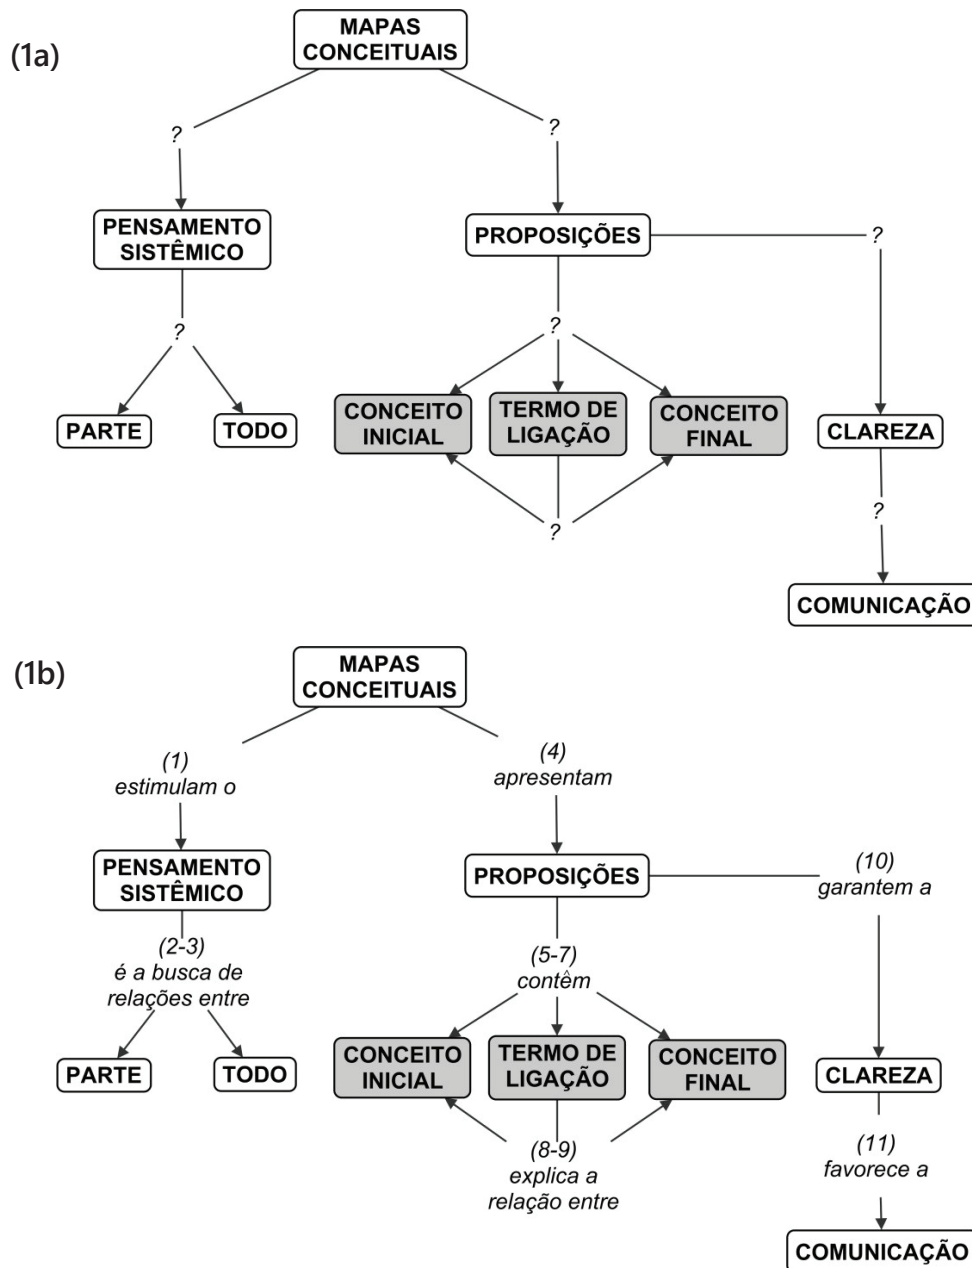 (1a)
MAPAS
CONCEITUAIS
?
?
PENSAMENTO
SISTÊMICO
PROPOSIÇÕES
?
?
?
PARTE
TODO
CONCEITO
INICIAL
TERMO DE
LIGAÇÃO
CONCEITO
FINAL
CLAREZA
?
?
COMUNICAÇÃO
(1b)
MAPAS
CONCEITUAIS
(1)
estimulam o
(4)
apresentam
PENSAMENTO
SISTÊMICO
PROPOSIÇÕES
(10)
garantem a
(2-3)
é a busca de
relações entre
(5-7)
contêm
PARTE
TODO
CONCEITO
INICIAL
TERMO DE
LIGAÇÃO
CONCEITO
FINAL
CLAREZA
(8-9)
explica a
relação entre
(11)
favorece a
COMUNICAÇÃO